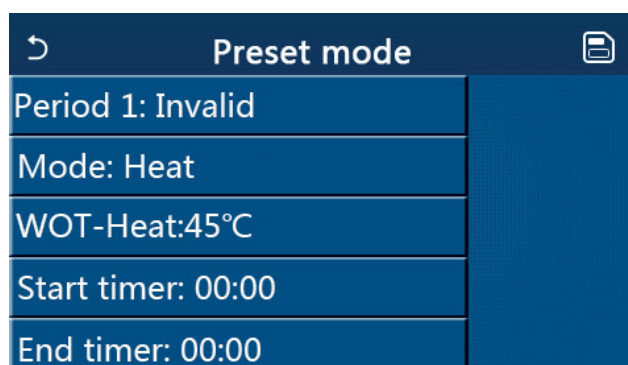 Preset mode
Period 1: Invalid
Mode: Heat
WOT-Heat:45℃
Start timer: 00:00
End timer: 00:00